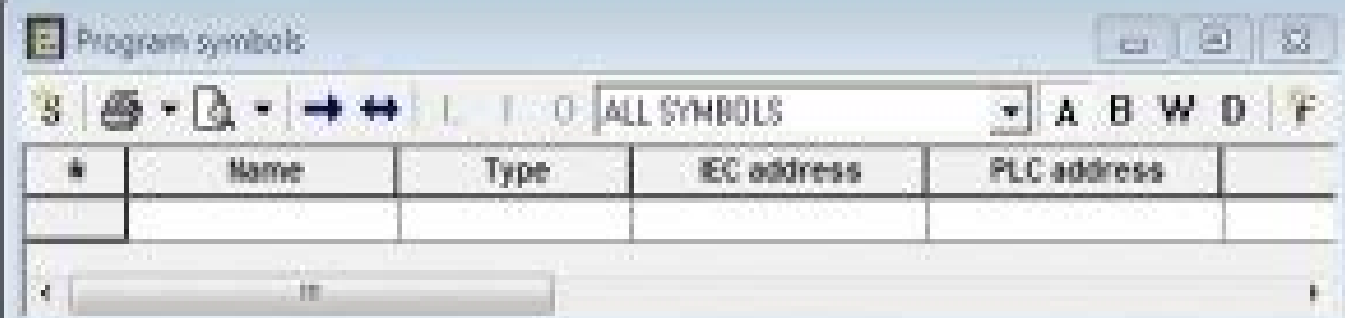 Program symbols
L I O ALL SYMBOLS A B W D F
# Name Type IEC address PLC address